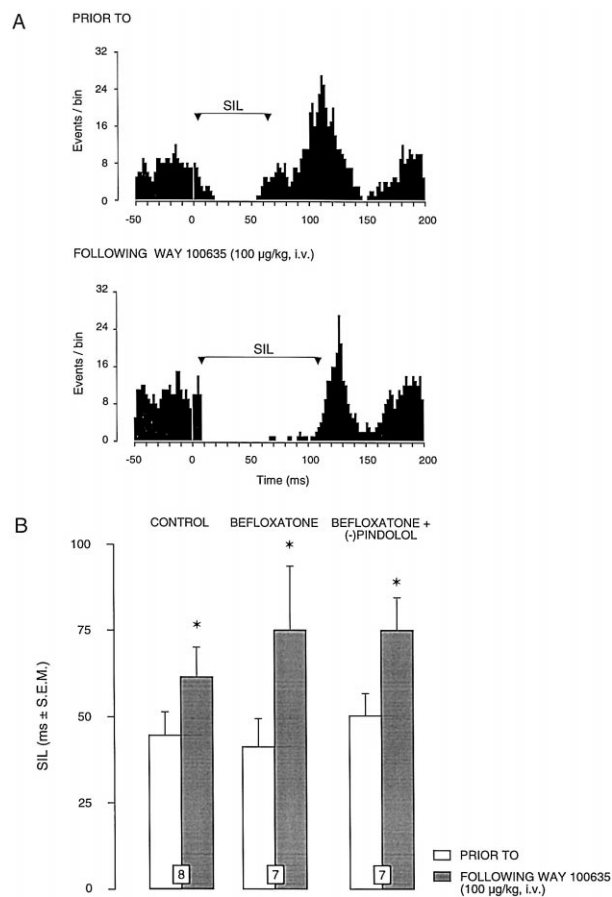 A
PRIOR TO
32
24
16
8
0
Events / bin
SIL
-50 0 50 100 150 200
FOLLOWING WAY 100635 (100 µg/kg, i.v.)
32
24
16
8
0
Events / bin
SIL
-50 0 50 100 150 200
Time (ms)
B
CONTROL BEFLOXATONE BEFLOXATONE +
(-)PINDOLOL
100
75
50
25
0
SIL (ms ± S.E.M.)
* * *
8 7 7
PRIOR TO
FOLLOWING WAY 100635
(100 µg/kg, i.v.)